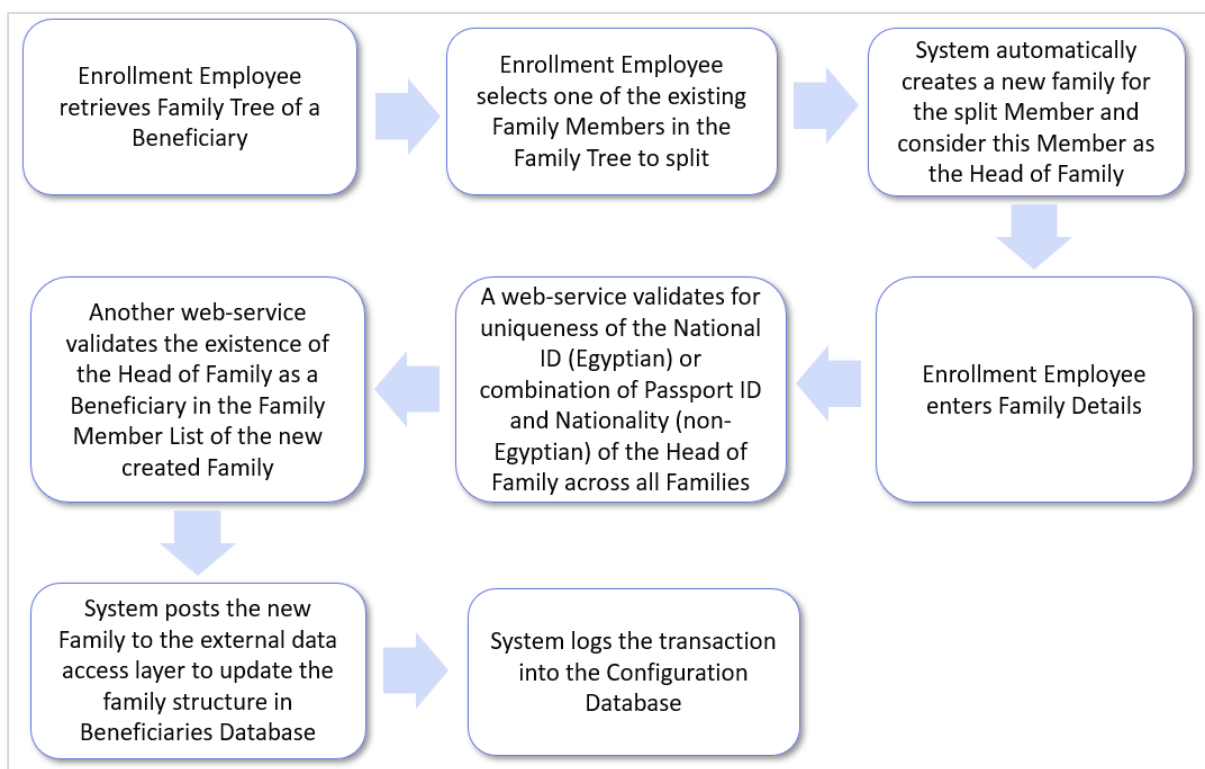 Enrollment Employee
retrieves Family Tree of a
Beneficiary
Enrollment Employee
selects one of the existing
Family Members in the
Family Tree to split
System automatically
creates a new family for
the split Member and
consider this Member as
the Head of Family
Enrollment Employee
enters Family Details
A web-service validates for
uniqueness of the National
ID (Egyptian) or
combination of Passport ID
and Nationality (non-
Egyptian) of the Head of
Family across all Families
Another web-service
validates the existence of
the Head of Family as a
Beneficiary in the Family
Member List of the new
created Family
System posts the new
Family to the external data
access layer to update the
family structure in
Beneficiaries Database
System logs the transaction
into the Configuration
Database